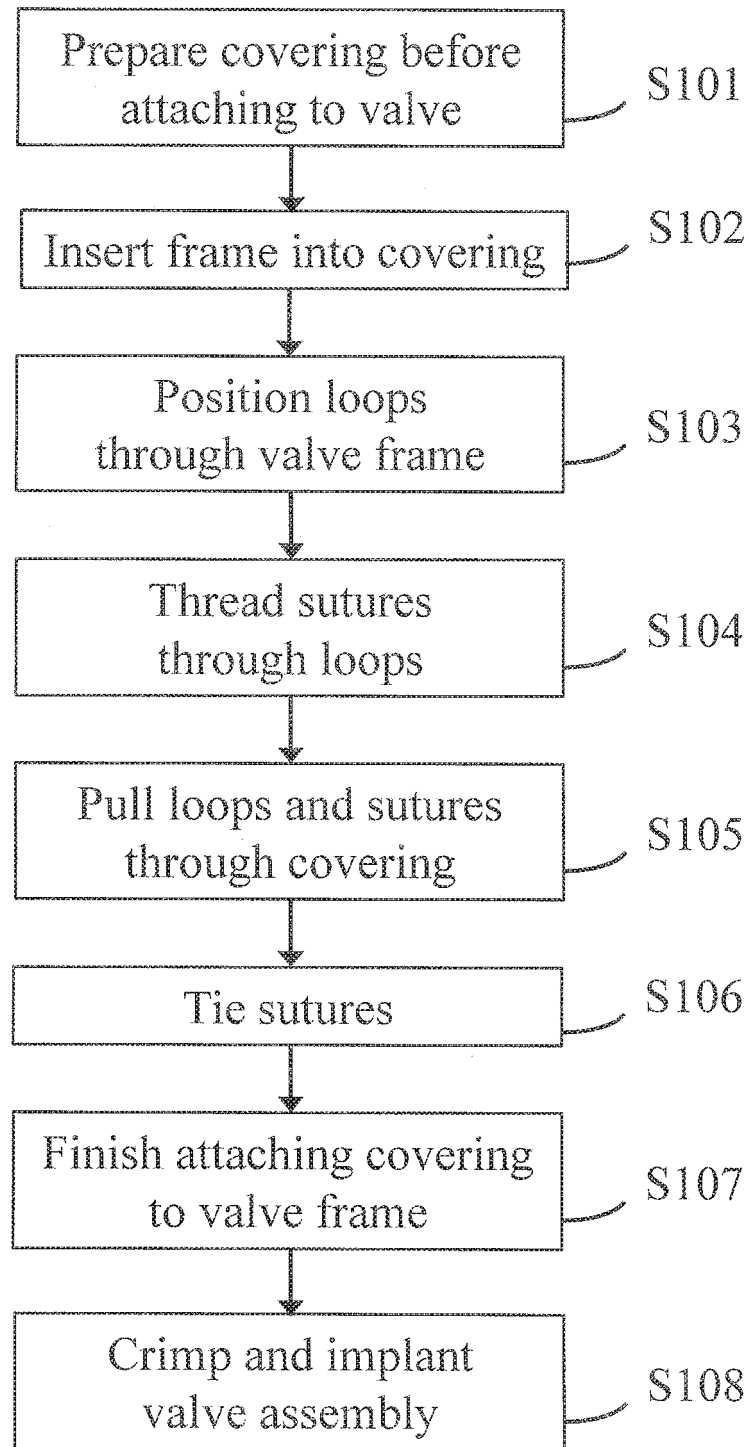 Prepare covering before
attaching to valve
S101
Insert frame into covering
S102
Position loops
through valve frame
S103
Thread sutures
through loops
S104
Pull loops and sutures
through covering
S105
Tie sutures
S106
Finish attaching covering
to valve frame
S107
Crimp and implant
valve assembly
S108